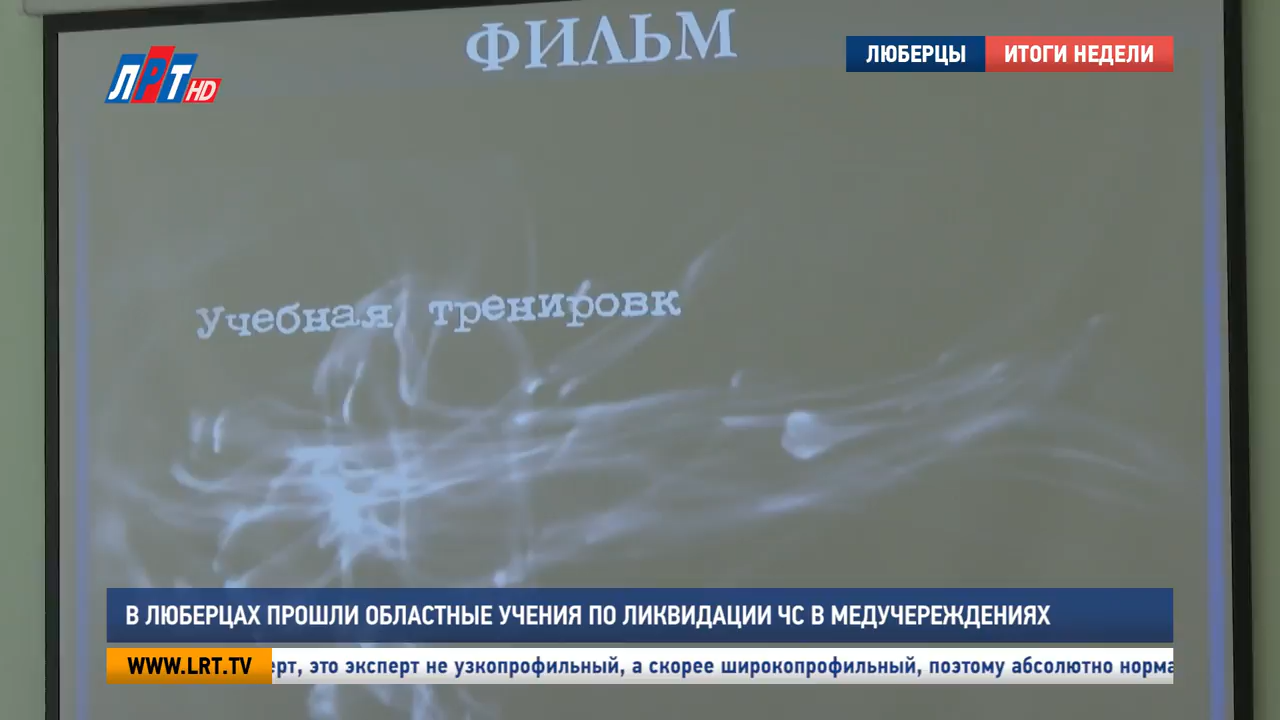 ФИЛЬМ
ЛРТ HD
ЛЮБЕРЦЫ ИТОГИ НЕДЕЛИ
Учебная тренировк
В ЛЮБЕРЦАХ ПРОШЛИ ОБЛАСТНЫЕ УЧЕНИЯ ПО ЛИКВИДАЦИИ ЧС В МЕДУЧЕРЕЖДЕНИЯХ
WWW.LRT.TV ерт, это эксперт не узкопрофильный, а скорее широкопрофильный, поэтому абсолютно норма